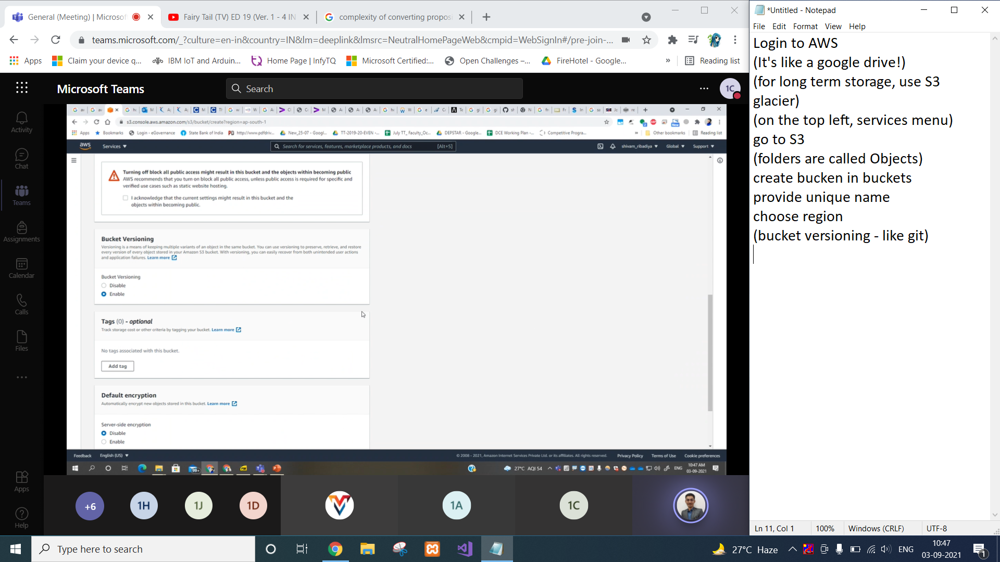 General (Meeting) | Microsof
Fairy Tail (TV) ED 19 (Ver. 1 - 4 IN
complexity of converting propos
teams.microsoft.com/_?culture=en-in&country=IN&lm=deeplink&lmsrc=NeutralHomePageWeb&cmpid=WebSignIn#/pre-join-...
Apps
Claim your device q...
IBM IoT and Arduin...
Home Page | InfyTQ
Microsoft Certified:...
Open Challenges –...
FireHotel - Google...
»
Reading list
Microsoft Teams
Search
1C
Activity
Chat
Teams
Assignments
Calendar
Calls
Files
Apps
Help
s3.console.aws.amazon.com/s3/bucket/create?region=ap-south-1
Apps
Bookmarks
Login - eGovernance
State Bank of India
http://www.pdfdriv...
New_25-07 - Googl...
TT-2019-20-EVEN -...
July TT_ Faculty_Oc...
DEPSTAR - Google...
DCE Working Plan -...
Competitive Progra...
»
Other bookmarks
Reading list
aws
Services
Search for services, features, marketplace products, and docs
[Alt+S]
shivam_ribadiya
Global
Support
Turning off block all public access might result in this bucket and the objects within becoming public
AWS recommends that you turn on block all public access, unless public access is required for specific and
verified use cases such as static website hosting.
I acknowledge that the current settings might result in this bucket and the
objects within becoming public.
Bucket Versioning
Versioning is a means of keeping multiple variants of an object in the same bucket. You can use versioning to preserve, retrieve, and restore
every version of every object stored in your Amazon S3 bucket. With versioning, you can easily recover from both unintended user actions
and application failures. Learn more
Bucket Versioning
Disable
Enable
Tags (0) - optional
Track storage cost or other criteria by tagging your bucket. Learn more
No tags associated with this bucket.
Add tag
Default encryption
Automatically encrypt new objects stored in this bucket. Learn more
Server-side encryption
Disable
Enable
Feedback
English (US)
© 2008 - 2021, Amazon Internet Services Private Ltd. or its affiliates. All rights reserved.
Privacy Policy
Terms of Use
Cookie preferences
99+
27°C AQI 54
ENG
10:47 AM
03-09-2021
+6
1H
1J
1D
1A
1C
*Untitled - Notepad
File Edit Format View Help
Login to AWS
(It's like a google drive!)
(for long term storage, use S3
glacier)
(on the top left, services menu)
go to S3
(folders are called Objects)
create bucken in buckets
provide unique name
choose region
(bucket versioning - like git)
Ln 11, Col 1
100%
Windows (CRLF)
UTF-8
Type here to search
27°C Haze
ENG
10:47
03-09-2021
1